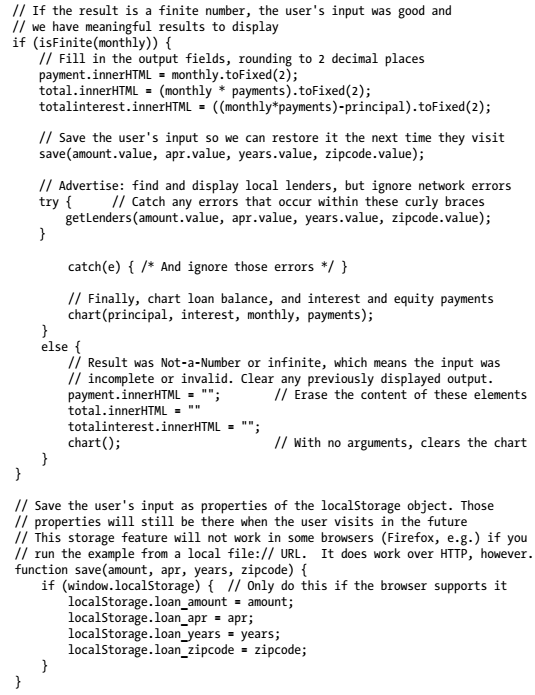 // If the result is a finite number, the user's input was good and
// we have meaningful results to display
if (isFinite(monthly)) {
    // Fill in the output fields, rounding to 2 decimal places
    payment.innerHTML = monthly.toFixed(2);
    total.innerHTML = (monthly * payments).toFixed(2);
    totalinterest.innerHTML = ((monthly*payments)-principal).toFixed(2);

    // Save the user's input so we can restore it the next time they visit
    save(amount.value, apr.value, years.value, zipcode.value);

    // Advertise: find and display local lenders, but ignore network errors
    try {      // Catch any errors that occur within these curly braces
        getLenders(amount.value, apr.value, years.value, zipcode.value);
    }

        catch(e) { /* And ignore those errors */ }

        // Finally, chart loan balance, and interest and equity payments
        chart(principal, interest, monthly, payments);
    }
    else {
        // Result was Not-a-Number or infinite, which means the input was
        // incomplete or invalid. Clear any previously displayed output.
        payment.innerHTML = "";        // Erase the content of these elements
        total.innerHTML = ""
        totalinterest.innerHTML = "";
        chart();                       // With no arguments, clears the chart
    }
}

// Save the user's input as properties of the localStorage object. Those
// properties will still be there when the user visits in the future
// This storage feature will not work in some browsers (Firefox, e.g.) if you
// run the example from a local file:// URL.  It does work over HTTP, however.
function save(amount, apr, years, zipcode) {
    if (window.localStorage) {  // Only do this if the browser supports it
        localStorage.loan_amount = amount;
        localStorage.loan_apr = apr;
        localStorage.loan_years = years;
        localStorage.loan_zipcode = zipcode;
    }
}